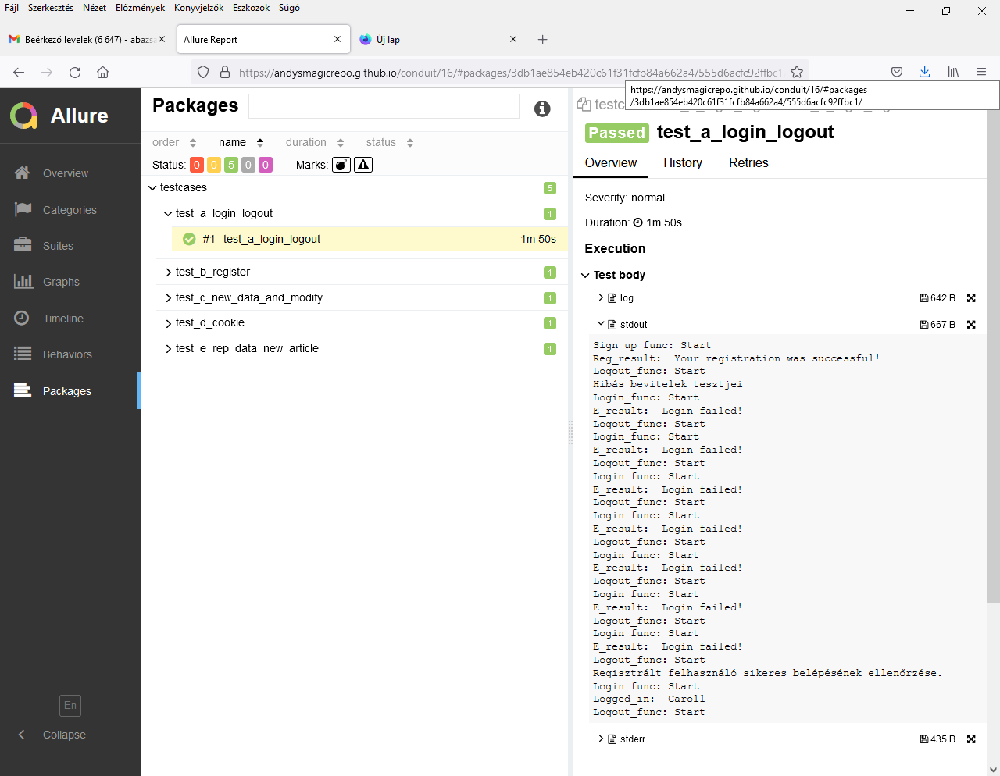 Fájl Szerkesztés Nézet Előzmények Könyvjelzők Eszközök Súgó
Beérkező levelek (6 647) - abazsa
Allure Report
Új lap
https://andysmagicrepo.github.io/conduit/16/#packages/3db1ae854eb420c61f31fcfb84a662a4/555d6acfc92ffbc1
https://andysmagicrepo.github.io/conduit/16/#packages
/3db1ae854eb420c61f31fcfb84a662a4/555d6acfc92ffbc1/
Allure
Overview
Categories
Suites
Graphs
Timeline
Behaviors
Packages
En
Collapse
Packages
order name duration status
Status: 0 0 5 0 0 Marks:
testcases 5
test_a_login_logout 1
#1 test_a_login_logout 1m 50s
test_b_register 1
test_c_new_data_and_modify 1
test_d_cookie 1
test_e_rep_data_new_article 1
Passed test_a_login_logout
Overview History Retries
Severity: normal
Duration: 1m 50s
Execution
Test body
log 642 B
stdout 667 B
Sign_up_func: Start
Reg_result:  Your registration was successful!
Logout_func: Start
Hibás bevitelek tesztjei
Login_func: Start
E_result:  Login failed!
Logout_func: Start
Login_func: Start
E_result:  Login failed!
Logout_func: Start
Login_func: Start
E_result:  Login failed!
Logout_func: Start
Login_func: Start
E_result:  Login failed!
Logout_func: Start
Login_func: Start
E_result:  Login failed!
Logout_func: Start
Login_func: Start
E_result:  Login failed!
Logout_func: Start
Login_func: Start
E_result:  Login failed!
Logout_func: Start
Regisztrált felhasználó sikeres belépésének ellenőrzése.
Login_func: Start
Logged_in:  Carol1
Logout_func: Start
stderr 435 B